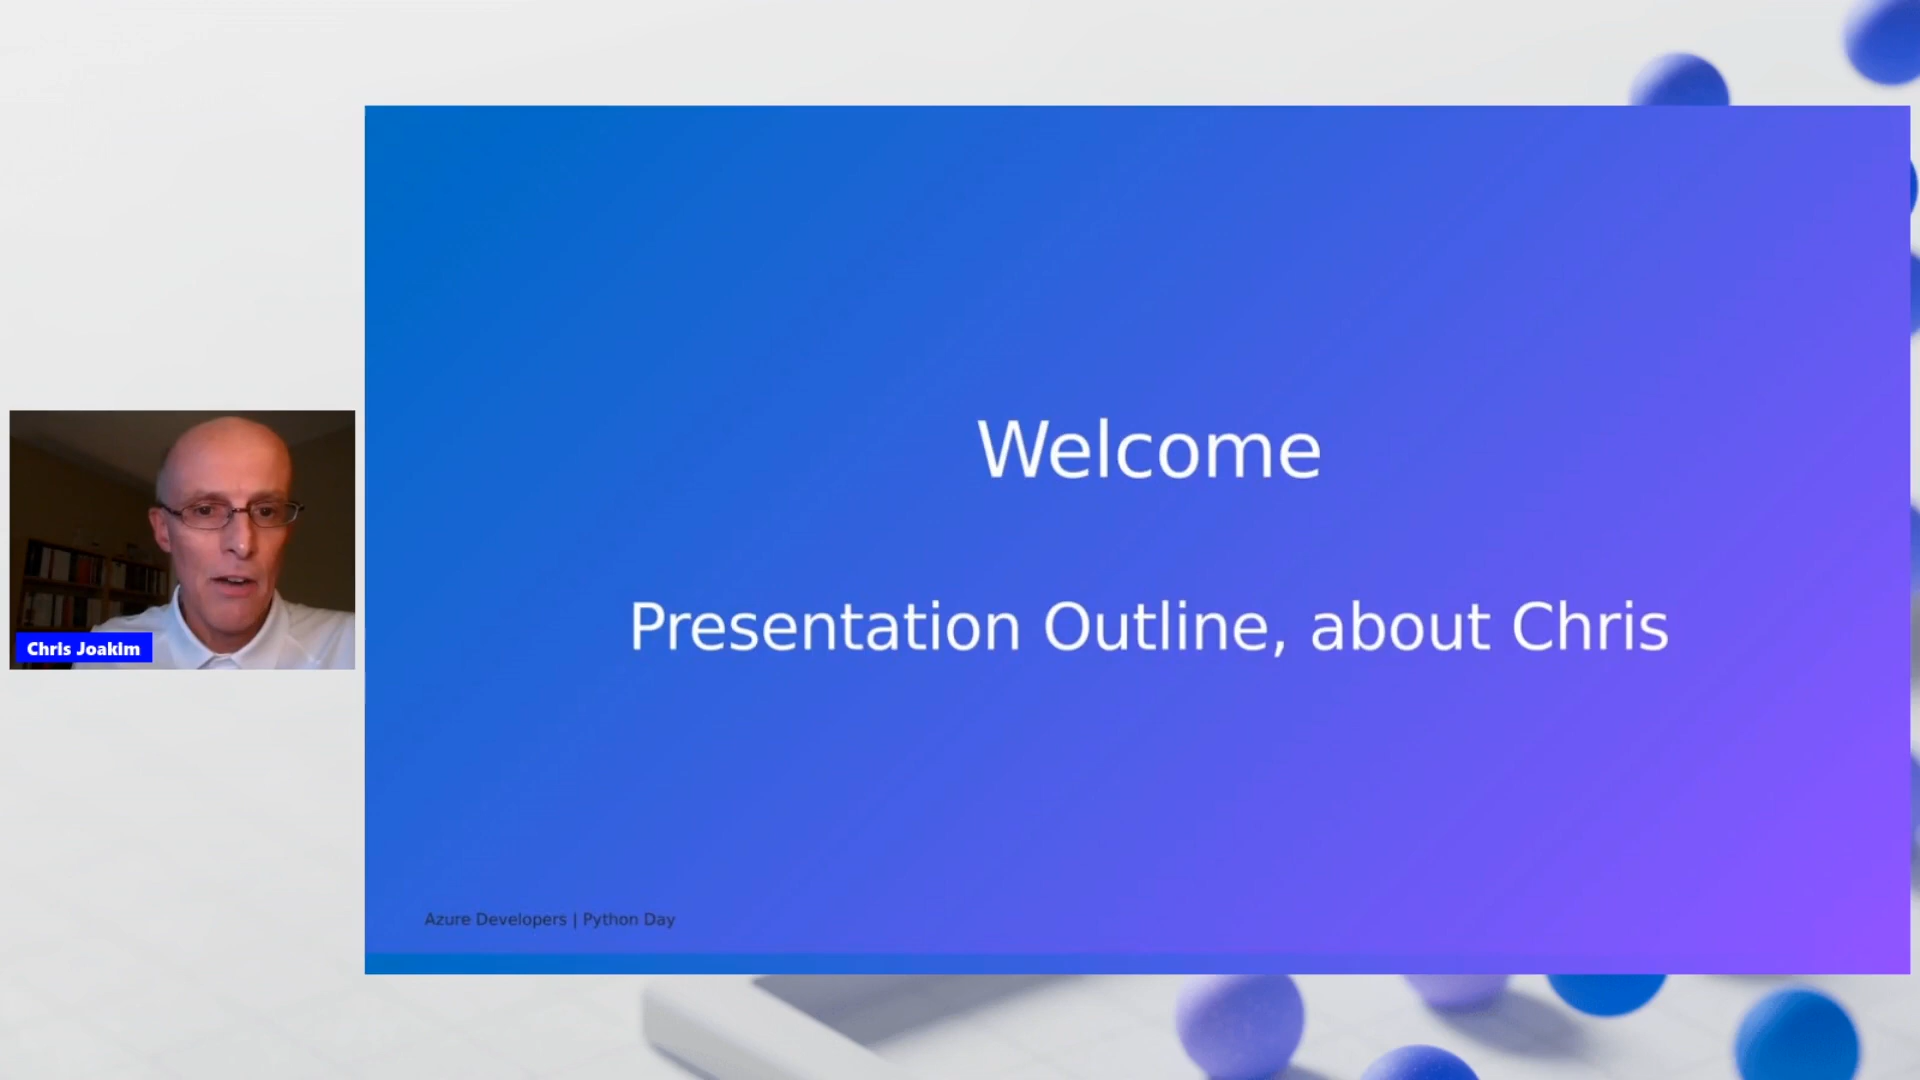 Welcome
Presentation Outline, about Chris
Chris Joakim
Azure Developers | Python Day